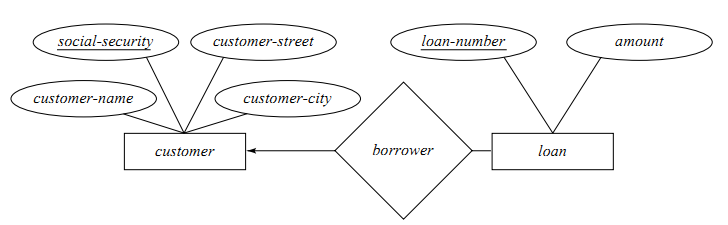 social-security
customer-street
loan-number
amount
customer-name
customer-city
customer
borrower
loan